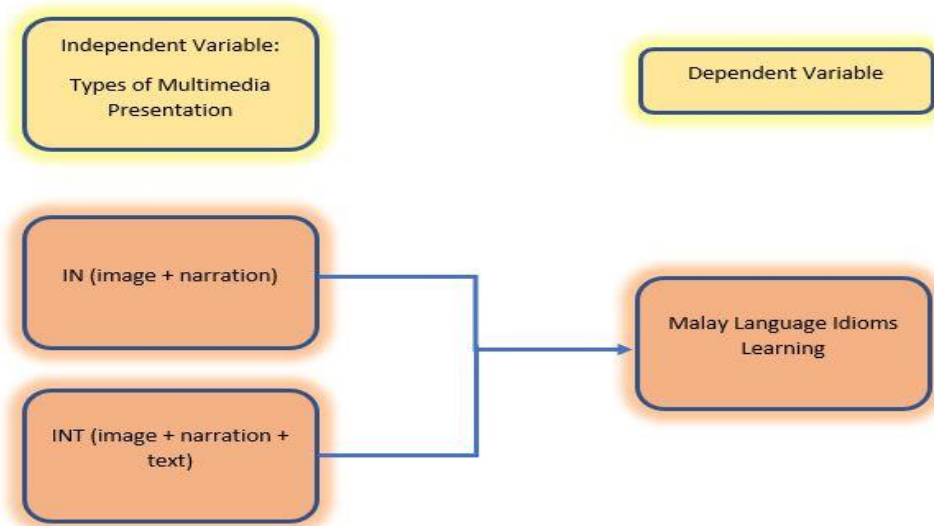 Independent Variable:
Types of Multimedia
Presentation
Dependent Variable
IN (image + narration)
Malay Language Idioms
Learning
INT (image + narration +
text)